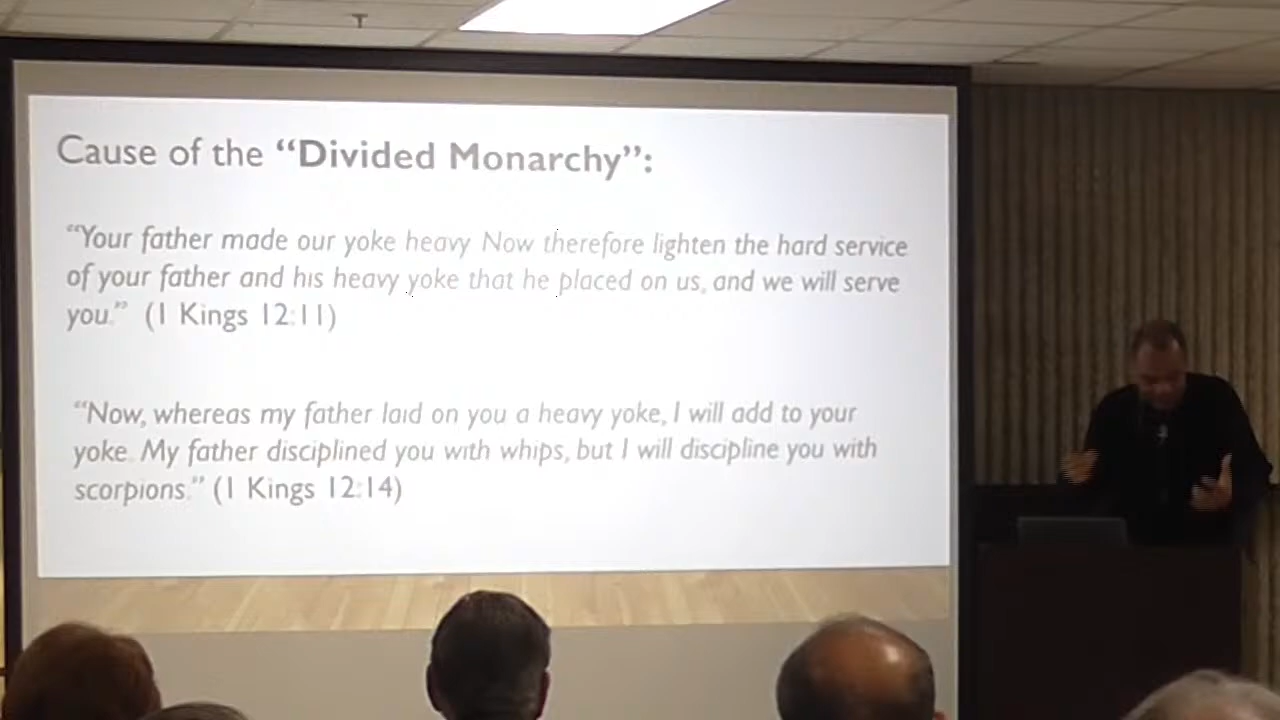 Cause of the “Divided Monarchy”:
“Your father made our yoke heavy Now therefore lighten the hard service
of your father and his heavy yoke that he placed on us, and we will serve
you.” (1 Kings 12:11)
“Now, whereas my father laid on you a heavy yoke, I will add to your
yoke. My father disciplined you with whips, but I will discipline you with
scorpions.” (1 Kings 12:14)